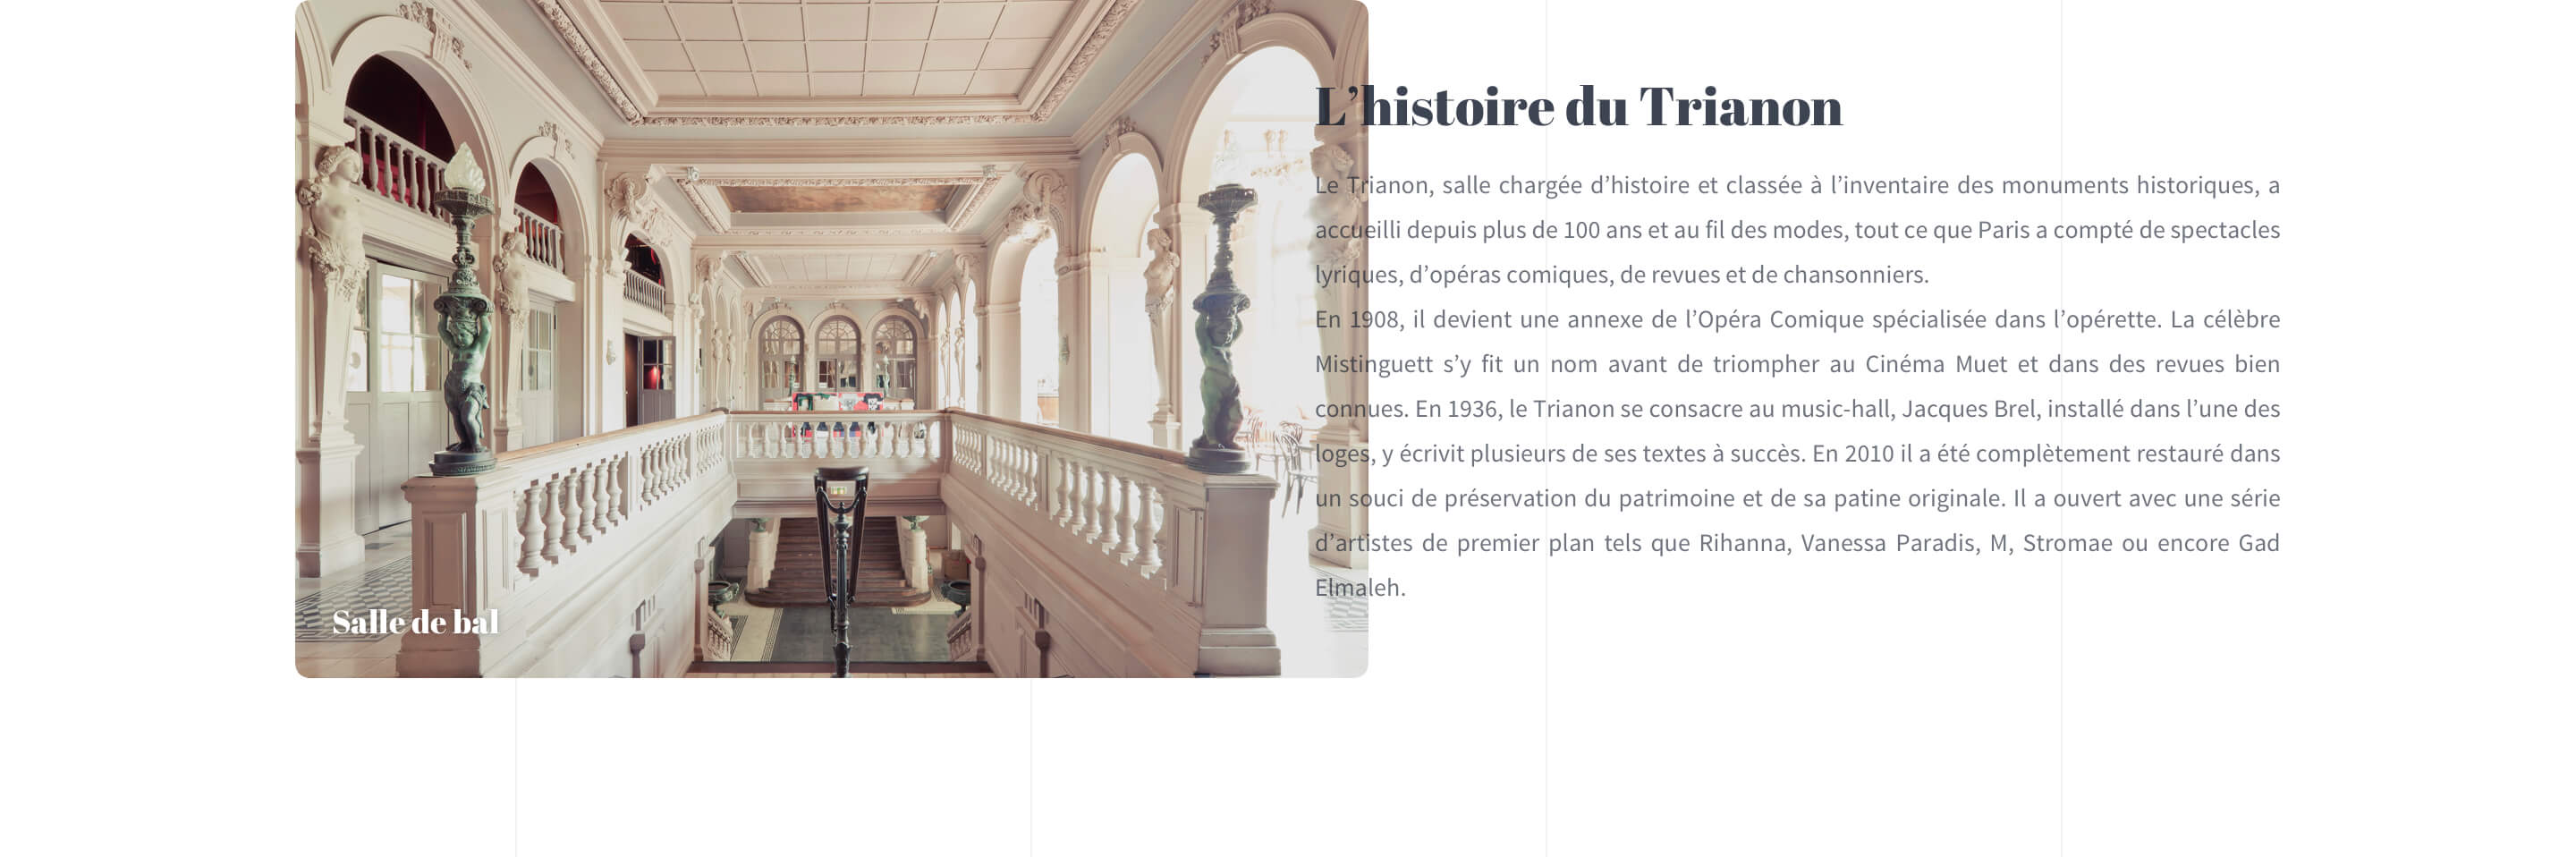 L’histoire du Trianon
Le Trianon, salle chargée d’histoire et classée à l’inventaire des monuments historiques, a
accueilli depuis plus de 100 ans et au fil des modes, tout ce que Paris a compté de spectacles
lyriques, d’opéras comiques, de revues et de chansonniers.
En 1908, il devient une annexe de l’Opéra Comique spécialisée dans l’opérette. La célèbre
Mistinguett s’y fit un nom avant de triompher au Cinéma Muet et dans des revues bien
connues. En 1936, le Trianon se consacre au music-hall, Jacques Brel, installé dans l’une des
loges, y écrivit plusieurs de ses textes à succès. En 2010 il a été complètement restauré dans
un souci de préservation du patrimoine et de sa patine originale. Il a ouvert avec une série
d’artistes de premier plan tels que Rihanna, Vanessa Paradis, M, Stromae ou encore Gad
Elmaleh.
Salle de bal